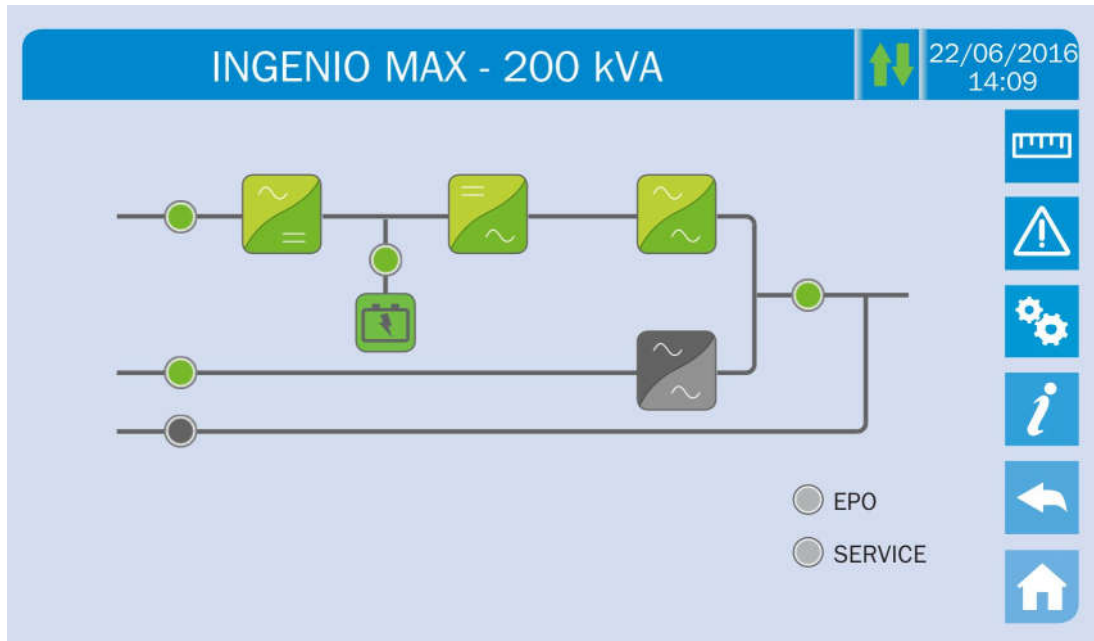 INGENIO MAX - 200 kVA
22/06/2016
14:09
EPO
SERVICE